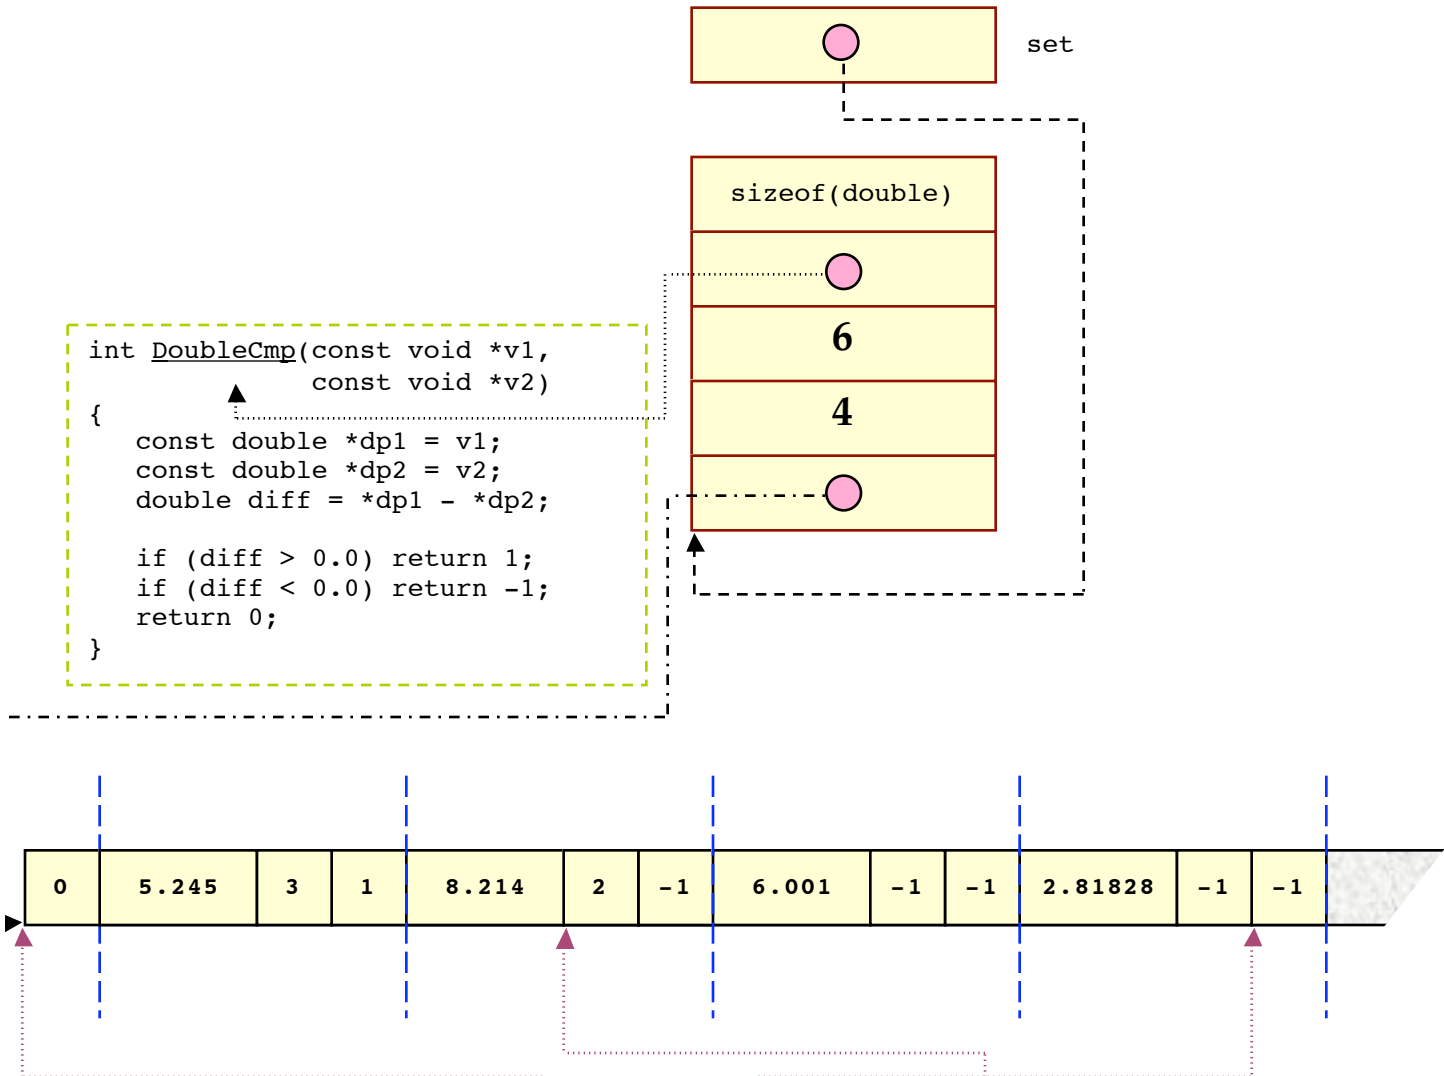 set
sizeof(double)
6
4
int DoubleCmp(const void *v1,
              const void *v2)
{
   const double *dp1 = v1;
   const double *dp2 = v2;
   double diff = *dp1 - *dp2;

   if (diff > 0.0) return 1;
   if (diff < 0.0) return -1;
   return 0;
}
0 5.245 3 1 8.214 2 -1 6.001 -1 -1 2.81828 -1 -1